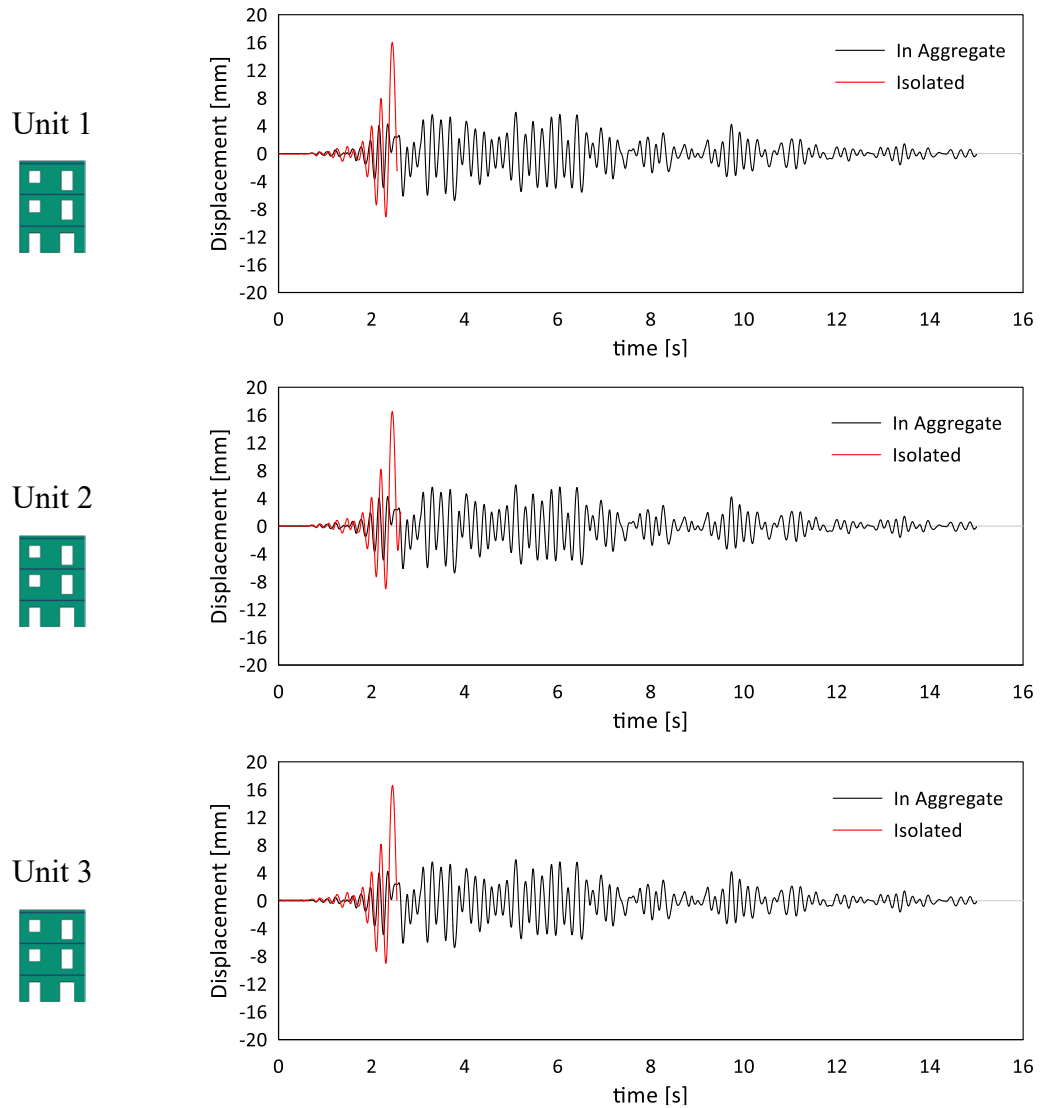 Unit 1
Displacement [mm]
20
16
12
8
4
0
-4
-8
-12
-16
-20
In Aggregate
Isolated
0 2 4 6 8 10 12 14 16
time [s]
Unit 2
Displacement [mm]
20
16
12
8
4
0
-4
-8
-12
-16
-20
In Aggregate
Isolated
0 2 4 6 8 10 12 14 16
time [s]
Unit 3
Displacement [mm]
20
16
12
8
4
0
-4
-8
-12
-16
-20
In Aggregate
Isolated
0 2 4 6 8 10 12 14 16
time [s]